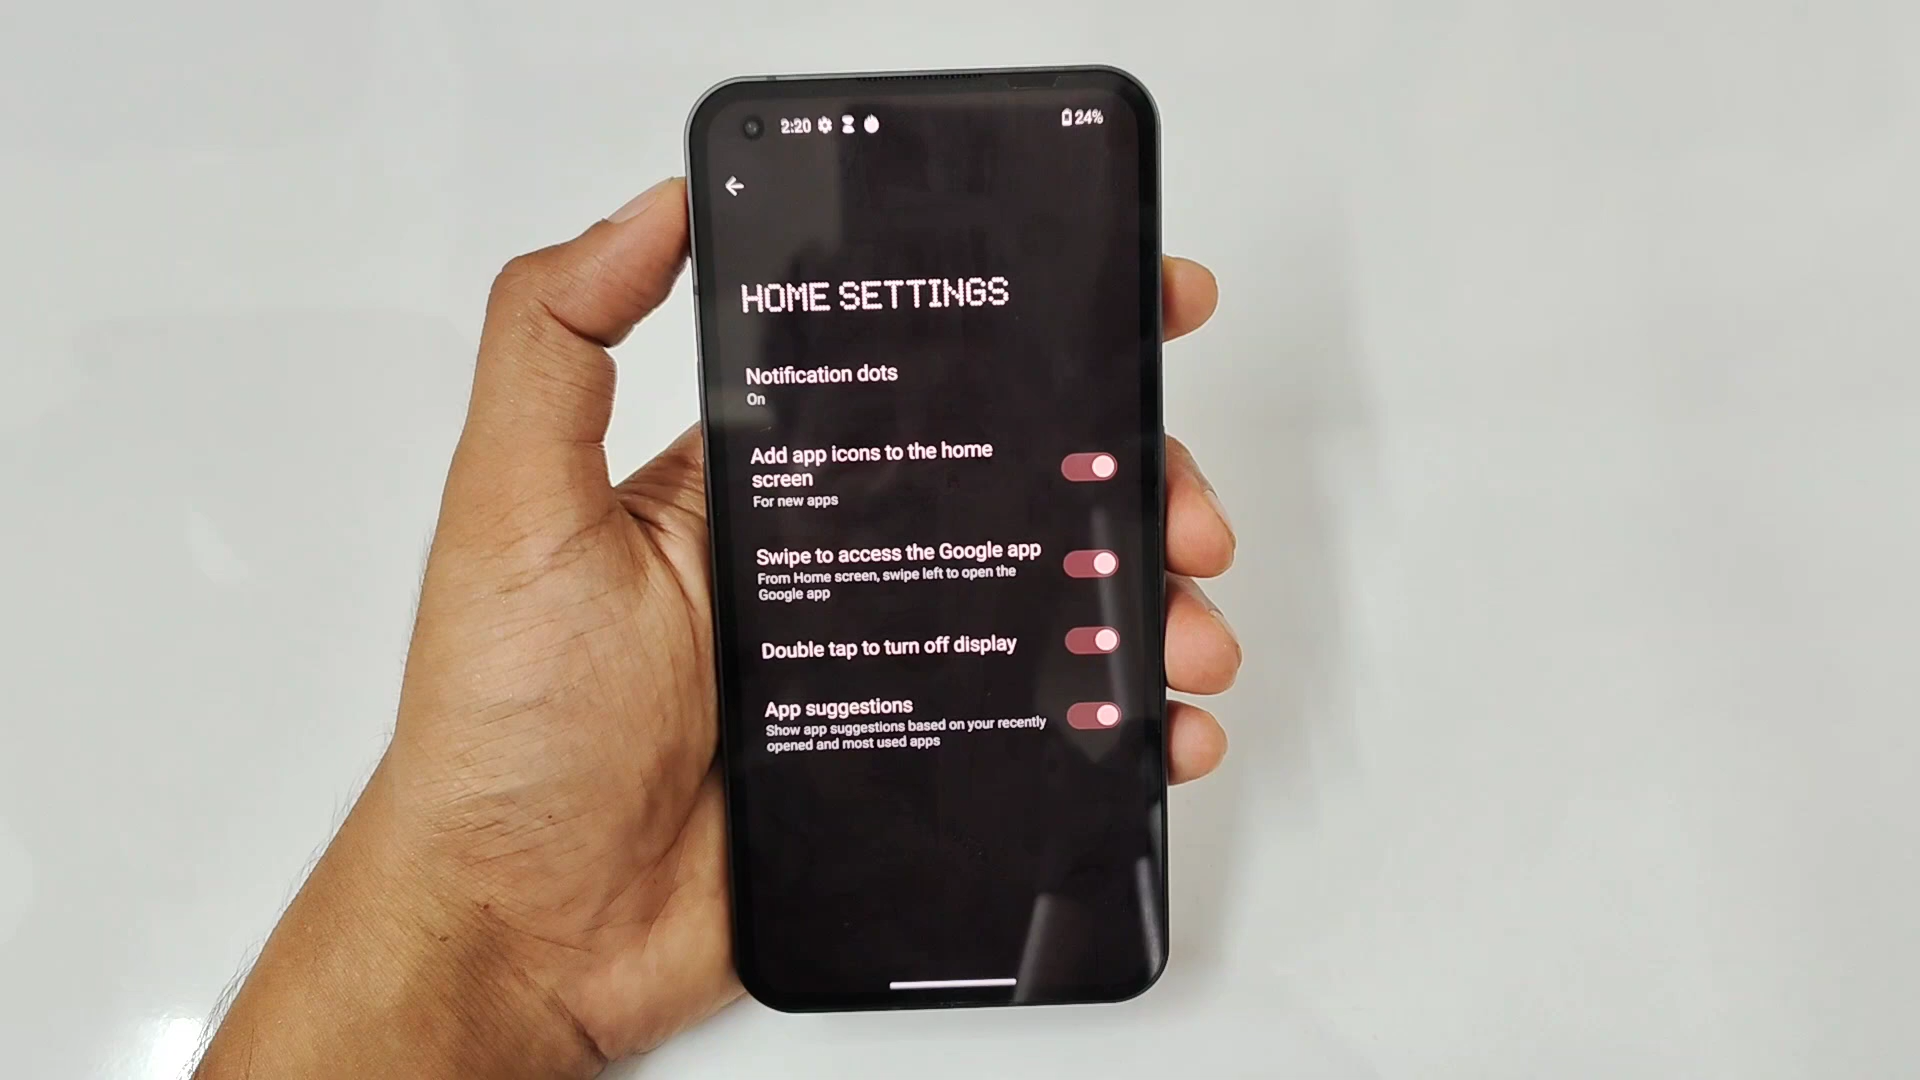 2:20
24%
HOME SETTINGS
Notification dots
On
Add app icons to the home
screen
For new apps
Swipe to access the Google app
From Home screen, swipe left to open the
Google app
Double tap to turn off display
App suggestions
Show app suggestions based on your recently
opened and most used apps